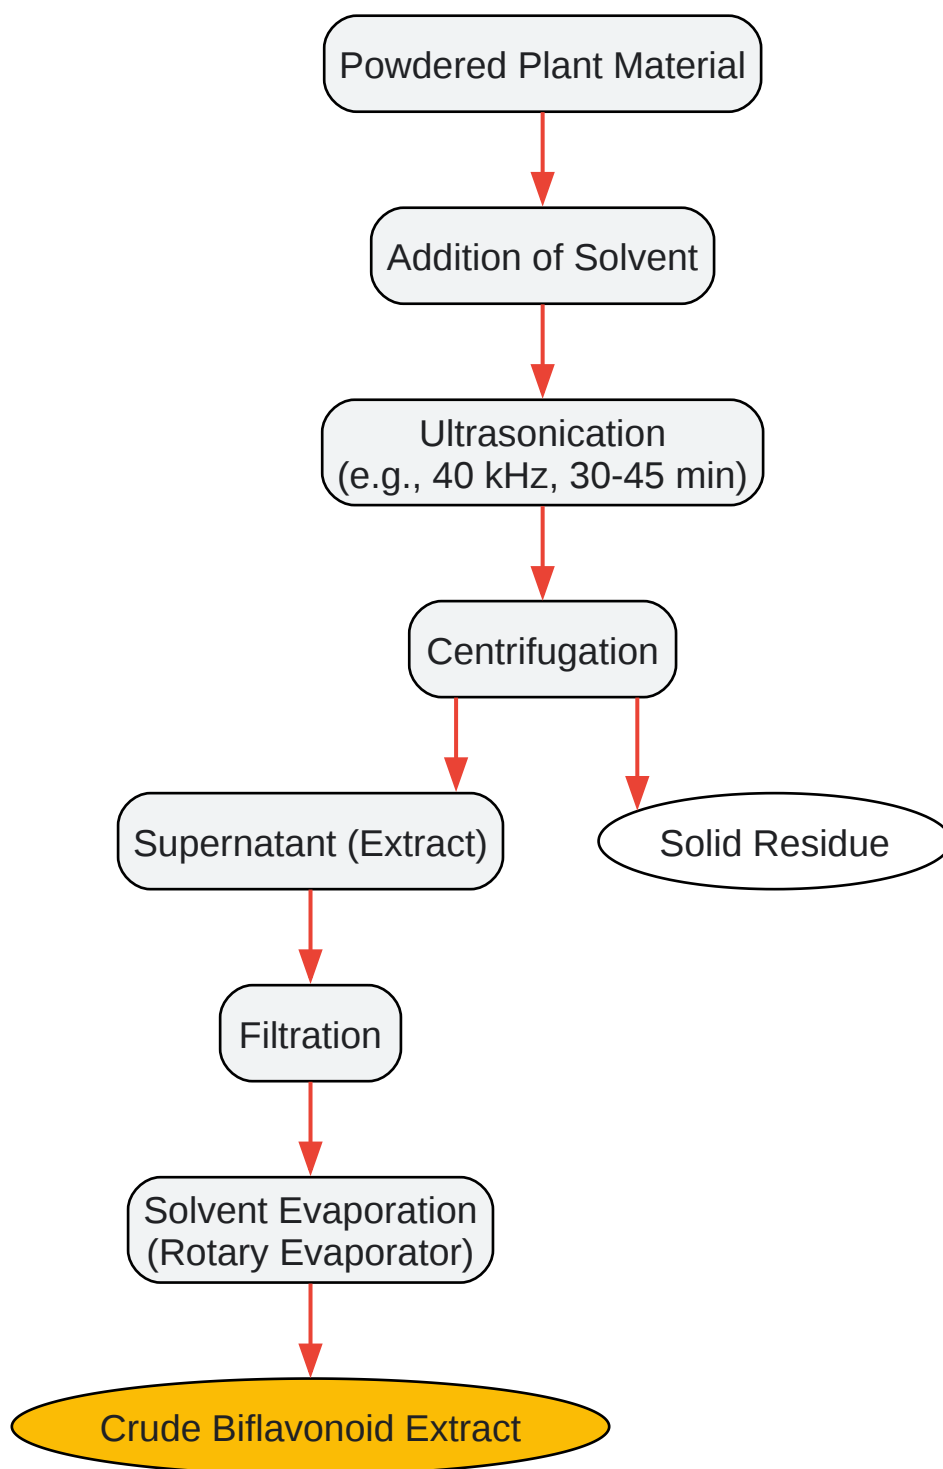 Powdered Plant Material
Addition of Solvent
Ultrasonication
(e.g., 40 kHz, 30-45 min)
Centrifugation
Supernatant (Extract)
Solid Residue
Filtration
Solvent Evaporation
(Rotary Evaporator)
Crude Biflavonoid Extract